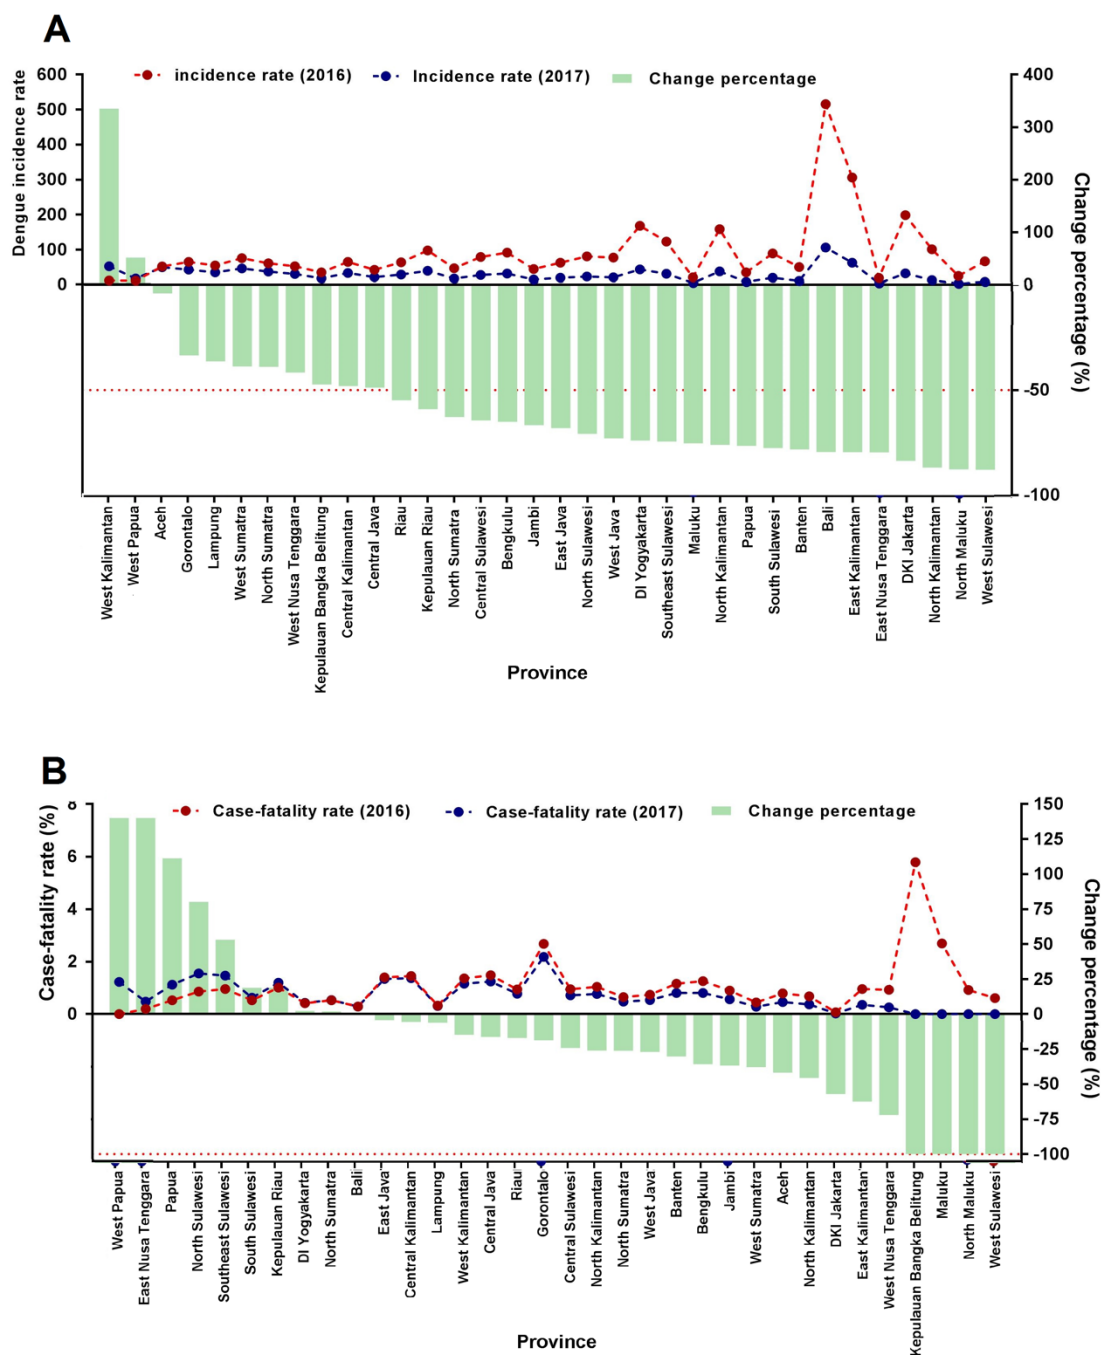 A
incidence rate (2016)
Incidence rate (2017)
Change percentage
Dengue incidence rate
600
500
400
300
200
100
0
400
300
200
100
0
-50
-100
Change percentage (%)
West Kalimantan
West Papua
Aceh
Gorontalo
Lampung
West Sumatra
North Sumatra
West Nusa Tenggara
Kepulauan Bangka Belitung
Central Kalimantan
Central Java
Riau
Kepulauan Riau
North Sumatra
Central Sulawesi
Bengkulu
Jambi
East Java
North Sulawesi
West Java
DI Yogyakarta
Southeast Sulawesi
Maluku
North Kalimantan
Papua
South Sulawesi
Banten
Bali
East Kalimantan
East Nusa Tenggara
DKI Jakarta
North Kalimantan
North Maluku
West Sulawesi
Province
B
Case-fatality rate (2016)
Case-fatality rate (2017)
Change percentage
Case-fatality rate (%)
8
6
4
2
0
150
125
100
75
50
25
0
-25
-50
-75
-100
Change percentage (%)
West Papua
East Nusa Tenggara
Papua
North Sulawesi
Southeast Sulawesi
South Sulawesi
Kepulauan Riau
DI Yogyakarta
North Sumatra
Bali
East Java
Central Kalimantan
Lampung
West Kalimantan
Central Java
Riau
Gorontalo
Central Sulawesi
North Kalimantan
North Sumatra
West Java
Banten
Bengkulu
Jambi
West Sumatra
Aceh
North Kalimantan
DKI Jakarta
East Kalimantan
West Nusa Tenggara
Kepulauan Bangka Belitung
Maluku
North Maluku
West Sulawesi
Province